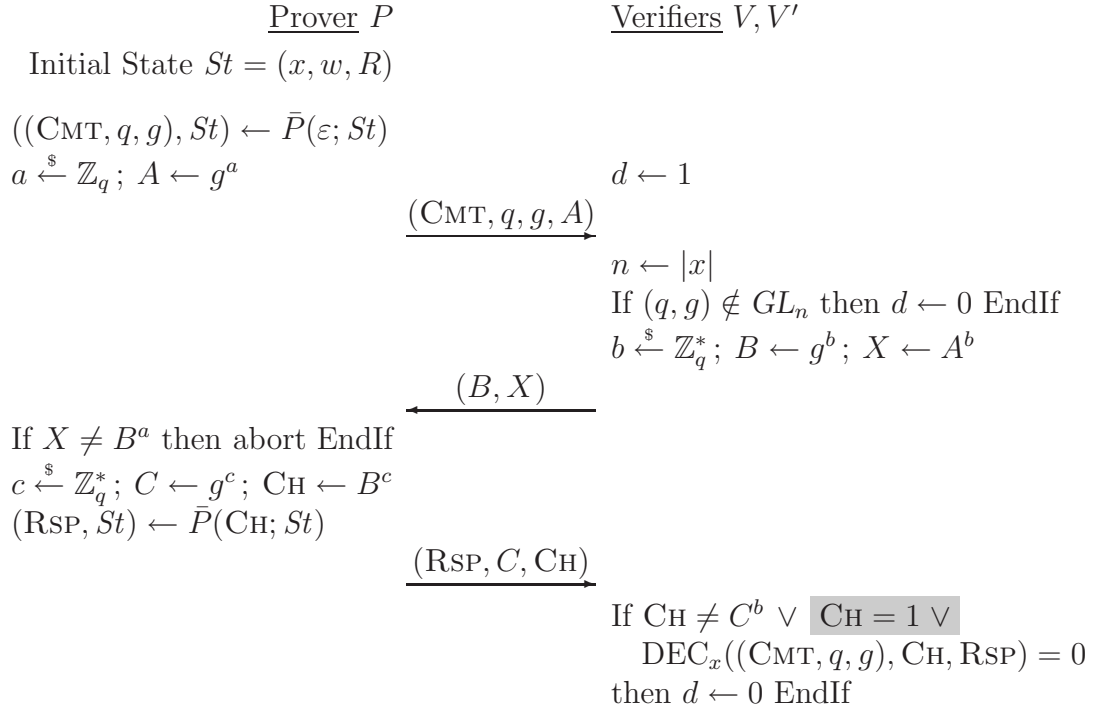 Prover P
Verifiers V, V′
Initial State St = (x, w, R)
((CMT, q, g), St) ← P̄(ε; St)
a ←$ ℤ_q ; A ← g^a
d ← 1
(CMT, q, g, A)
n ← |x|
If (q, g) ∉ GL_n then d ← 0 EndIf
b ←$ ℤ_q^* ; B ← g^b ; X ← A^b
(B, X)
If X ≠ B^a then abort EndIf
c ←$ ℤ_q^* ; C ← g^c ; CH ← B^c
(RSP, St) ← P̄(CH; St)
(RSP, C, CH)
If CH ≠ C^b ∨ CH = 1 ∨
DEC_x((CMT, q, g), CH, RSP) = 0
then d ← 0 EndIf